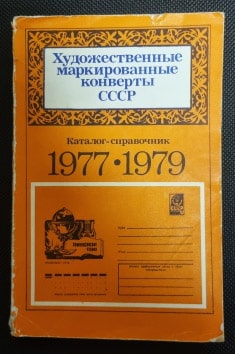 Художественные
маркированные
конверты
СССР
Каталог-справочник
1977·1979